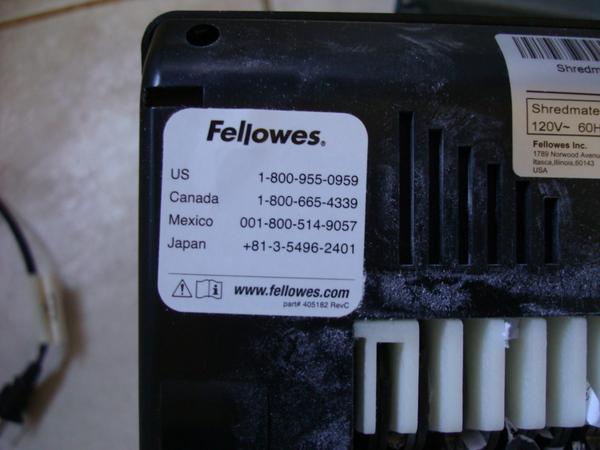 Fellowes.
US 1-800-955-0959
Canada 1-800-665-4339
Mexico 001-800-514-9057
Japan +81-3-5496-2401
www.fellowes.com
part# 405182 RevC
Shredmate
120V~ 60H
Fellowes Inc.
1789 Norwood Avenu
Itasca,Illinois,60143
USA